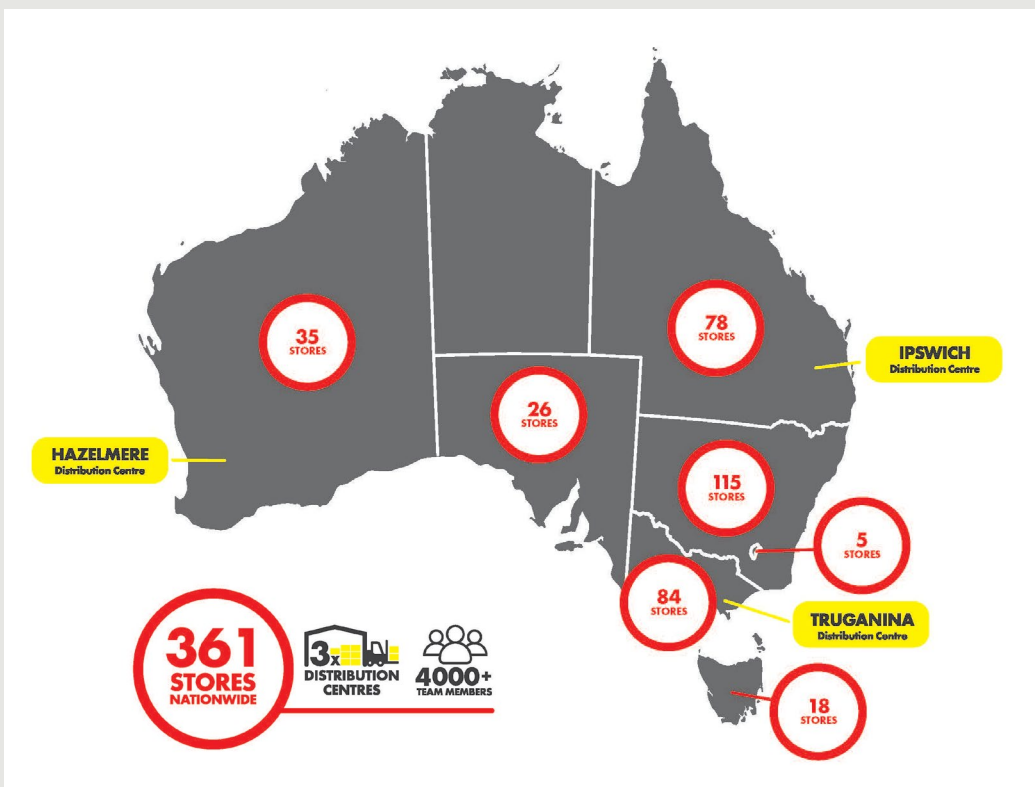 35
STORES
78
STORES
IPSWICH
Distribution Centre
26
STORES
HAZELMERE
Distribution Centre
115
STORES
5
STORES
84
STORES
TRUGANINA
Distribution Centre
361
STORES
NATIONWIDE
3x
DISTRIBUTION
CENTRES
4000+
TEAM MEMBERS
18
STORES